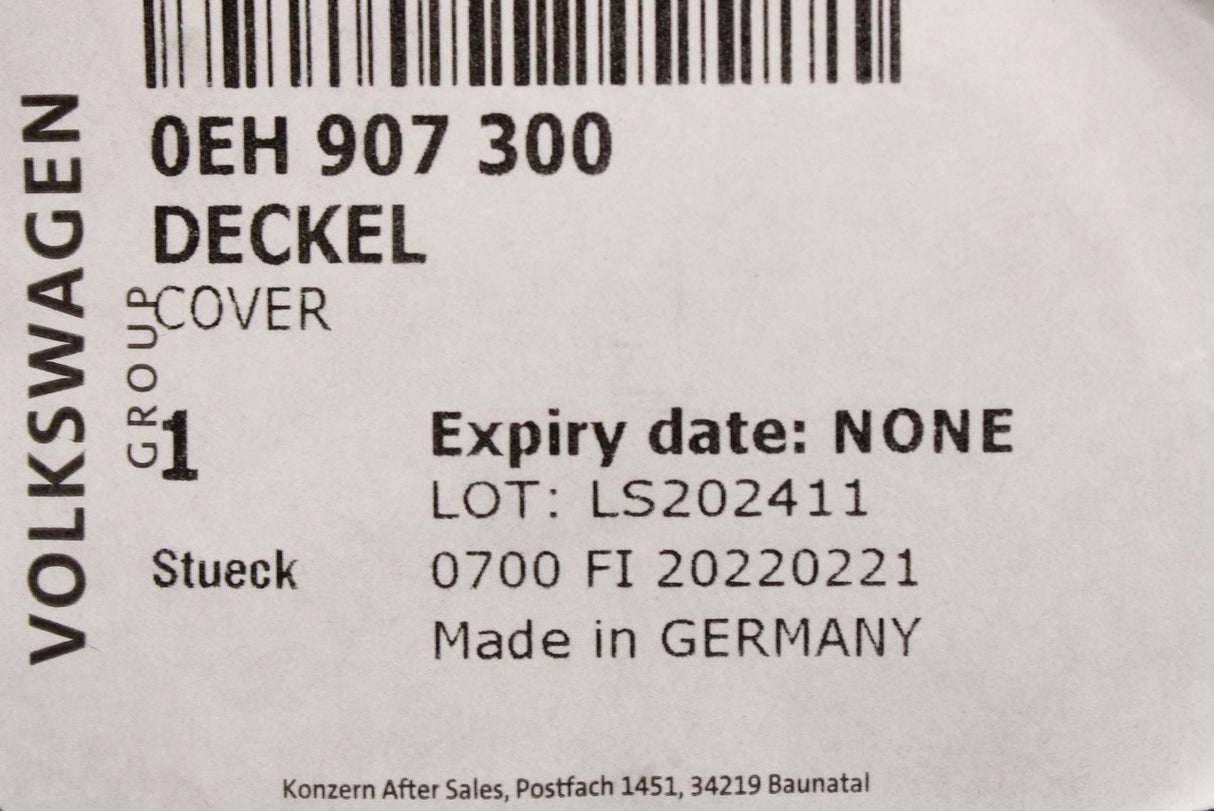 VOLKSWAGEN
GROUP
0EH 907 300
DECKEL
COVER
1
Expiry date: NONE
LOT: LS202411
Stueck
0700 FI 20220221
Made in GERMANY
Konzern After Sales, Postfach 1451, 34219 Baunatal